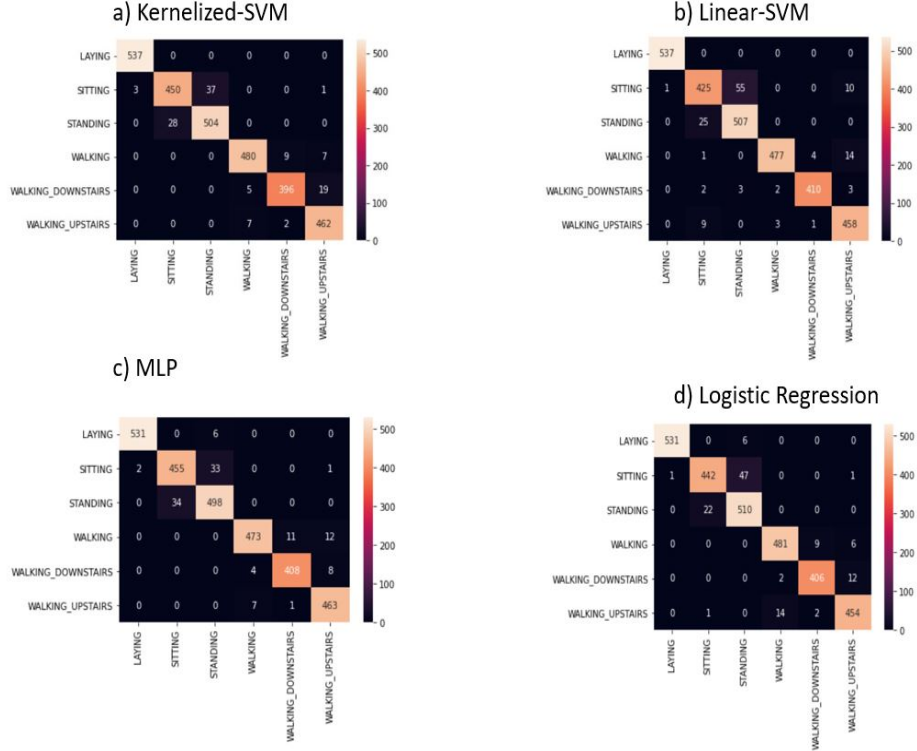 a) Kernelized-SVM
LAYING 537 0 0 0 0 0
SITTING 3 450 37 0 0 1
STANDING 0 28 504 0 0 0
WALKING 0 0 0 480 9 7
WALKING_DOWNSTAIRS 0 0 0 5 396 19
WALKING_UPSTAIRS 0 0 0 7 2 462
LAYING
SITTING
STANDING
WALKING
WALKING_DOWNSTAIRS
WALKING_UPSTAIRS
500
400
300
200
100
0
b) Linear-SVM
LAYING 537 0 0 0 0 0
SITTING 1 425 55 0 0 10
STANDING 0 25 507 0 0 0
WALKING 0 1 0 477 4 14
WALKING_DOWNSTAIRS 0 2 3 2 410 3
WALKING_UPSTAIRS 0 9 0 3 1 458
LAYING
SITTING
STANDING
WALKING
WALKING_DOWNSTAIRS
WALKING_UPSTAIRS
500
400
300
200
100
0
c) MLP
LAYING 531 0 6 0 0 0
SITTING 2 455 33 0 0 1
STANDING 0 34 498 0 0 0
WALKING 0 0 0 473 11 12
WALKING_DOWNSTAIRS 0 0 0 4 408 8
WALKING_UPSTAIRS 0 0 0 7 1 463
LAYING
SITTING
STANDING
WALKING
WALKING_DOWNSTAIRS
WALKING_UPSTAIRS
500
400
300
200
100
0
d) Logistic Regression
LAYING 531 0 6 0 0 0
SITTING 1 442 47 0 0 1
STANDING 0 22 510 0 0 0
WALKING 0 0 0 481 9 6
WALKING_DOWNSTAIRS 0 0 0 2 406 12
WALKING_UPSTAIRS 0 1 0 14 2 454
LAYING
SITTING
STANDING
WALKING
WALKING_DOWNSTAIRS
WALKING_UPSTAIRS
500
400
300
200
100
0